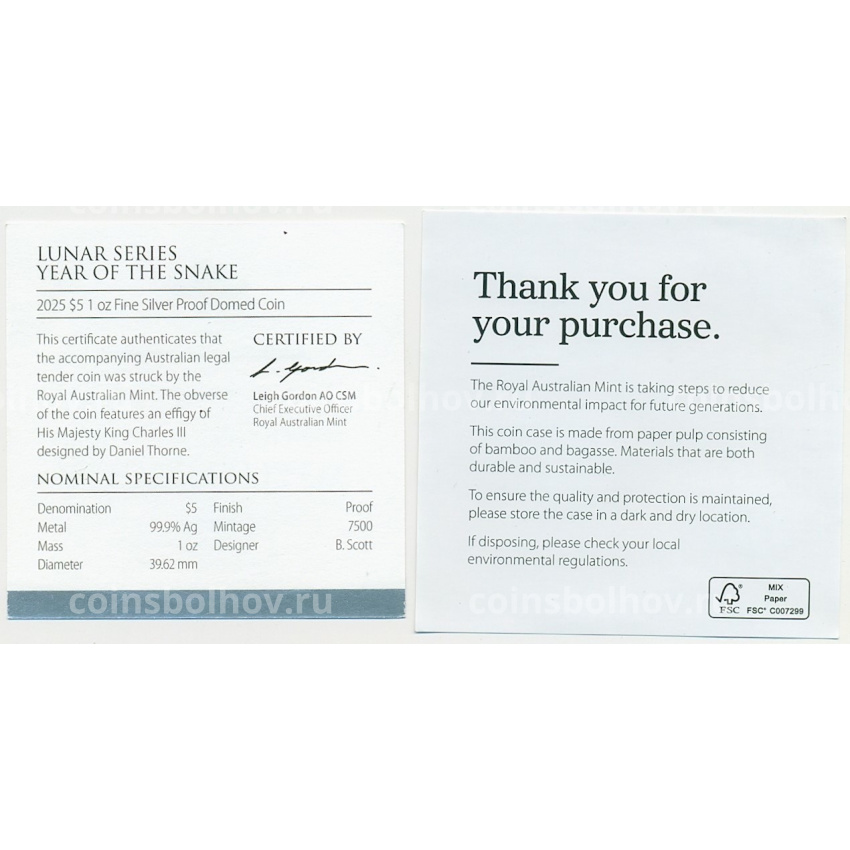 LUNAR SERIES
YEAR OF THE SNAKE
2025 $5 1 oz Fine Silver Proof Domed Coin
This certificate authenticates that
the accompanying Australian legal
tender coin was struck by the
Royal Australian Mint. The obverse
of the coin features an effigy of
His Majesty King Charles III
designed by Daniel Thorne.
CERTIFIED BY
L. Gordon.
Leigh Gordon AO CSM
Chief Executive Officer
Royal Australian Mint
NOMINAL SPECIFICATIONS
Denomination $5 Finish Proof
Metal 99.9% Ag Mintage 7500
Mass 1 oz Designer B. Scott
Diameter 39.62 mm
coinsbolhov.ru
Thank you for
your purchase.
The Royal Australian Mint is taking steps to reduce
our environmental impact for future generations.
This coin case is made from paper pulp consisting
of bamboo and bagasse. Materials that are both
durable and sustainable.
To ensure the quality and protection is maintained,
please store the case in a dark and dry location.
If disposing, please check your local
environmental regulations.
FSC
MIX
Paper
FSC® C007299
coinsbolhov.ru